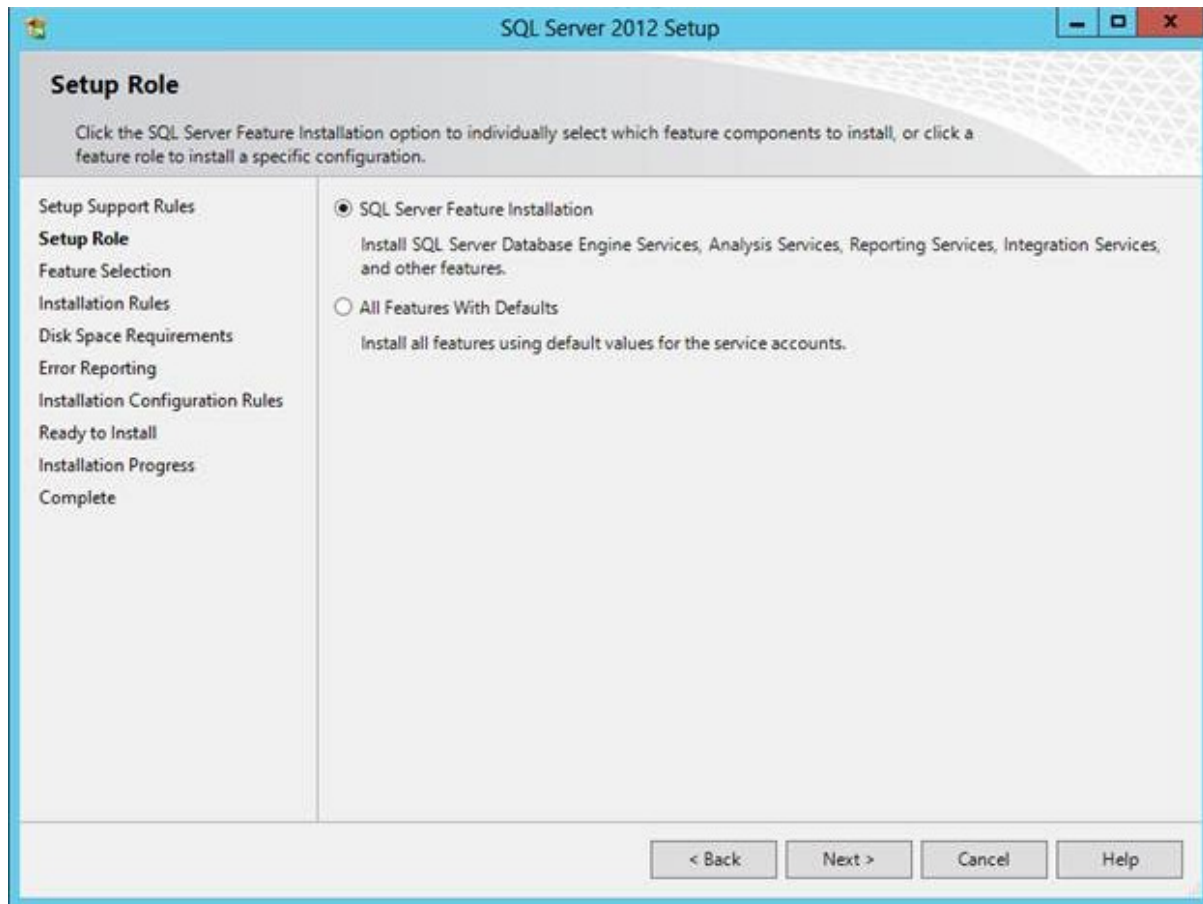 SQL Server 2012 Setup
Setup Role
Click the SQL Server Feature Installation option to individually select which feature components to install, or click a
feature role to install a specific configuration.
Setup Support Rules
Setup Role
Feature Selection
Installation Rules
Disk Space Requirements
Error Reporting
Installation Configuration Rules
Ready to Install
Installation Progress
Complete
SQL Server Feature Installation
Install SQL Server Database Engine Services, Analysis Services, Reporting Services, Integration Services,
and other features.
All Features With Defaults
Install all features using default values for the service accounts.
< Back
Next >
Cancel
Help